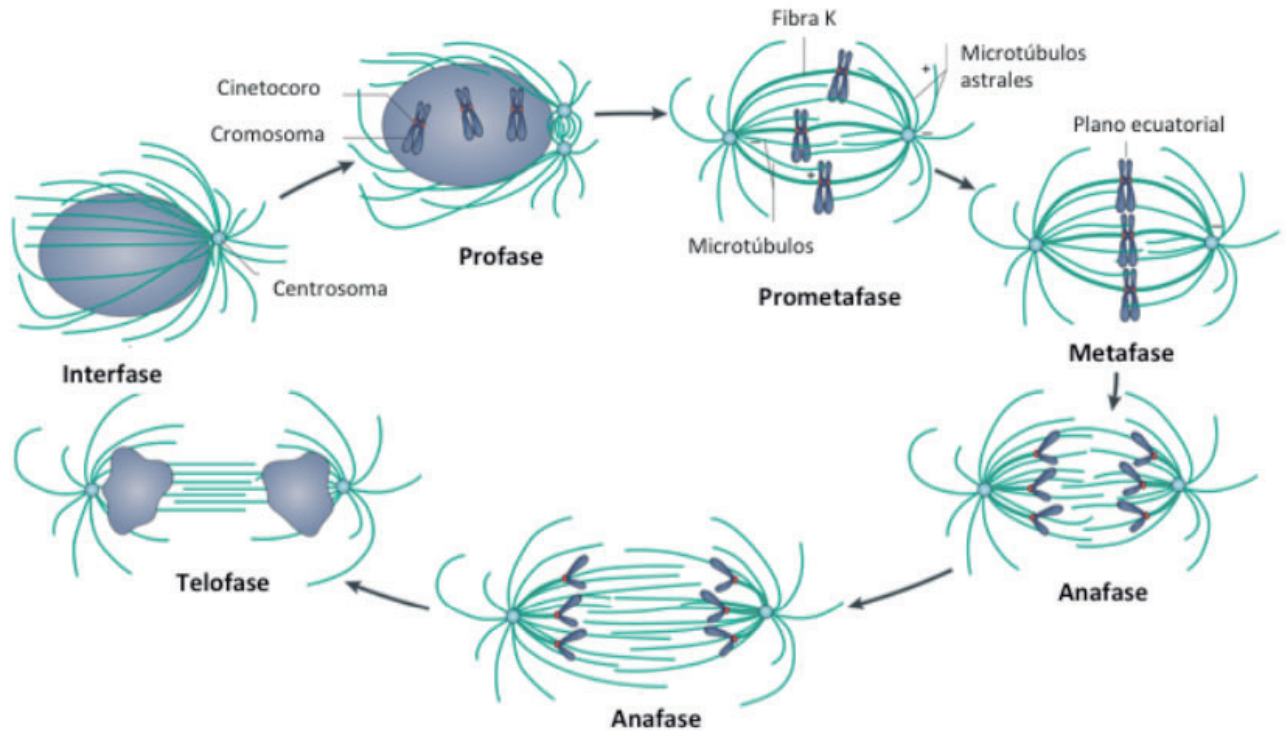 Fibra K
Microtúbulos
astrales
Cinetocoro
Cromosoma
+
−
−
+
Plano ecuatorial
Microtúbulos
Profase
Prometafase
Centrosoma
Interfase
Metafase
Telofase
Anafase
Anafase